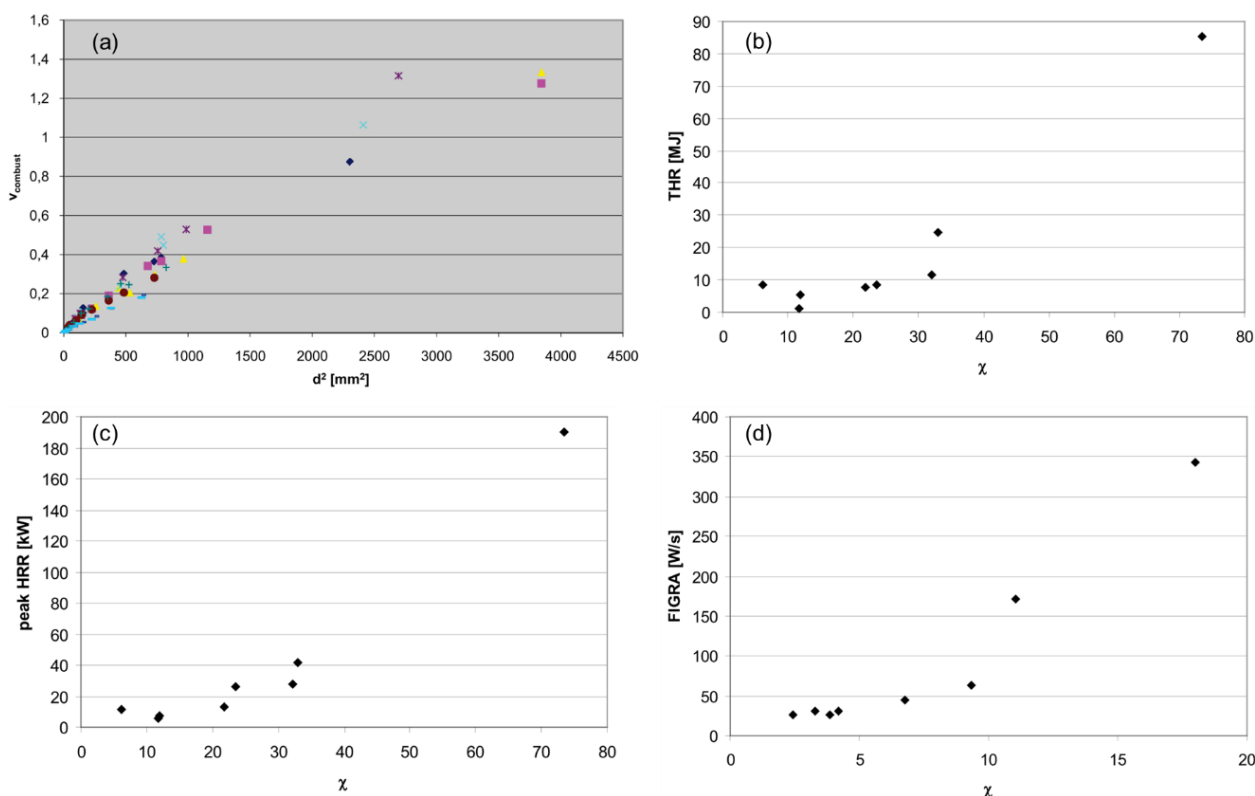 (a)
V_combust
1,6
1,4
1,2
1
0,8
0,6
0,4
0,2
0
0 500 1000 1500 2000 2500 3000 3500 4000 4500
d² [mm²]
(b)
THR [MJ]
90
80
70
60
50
40
30
20
10
0
0 10 20 30 40 50 60 70 80
χ
(c)
peak HRR [kW]
200
180
160
140
120
100
80
60
40
20
0
0 10 20 30 40 50 60 70 80
χ
(d)
FIGRA [W/s]
400
350
300
250
200
150
100
50
0
0 5 10 15 20
χ